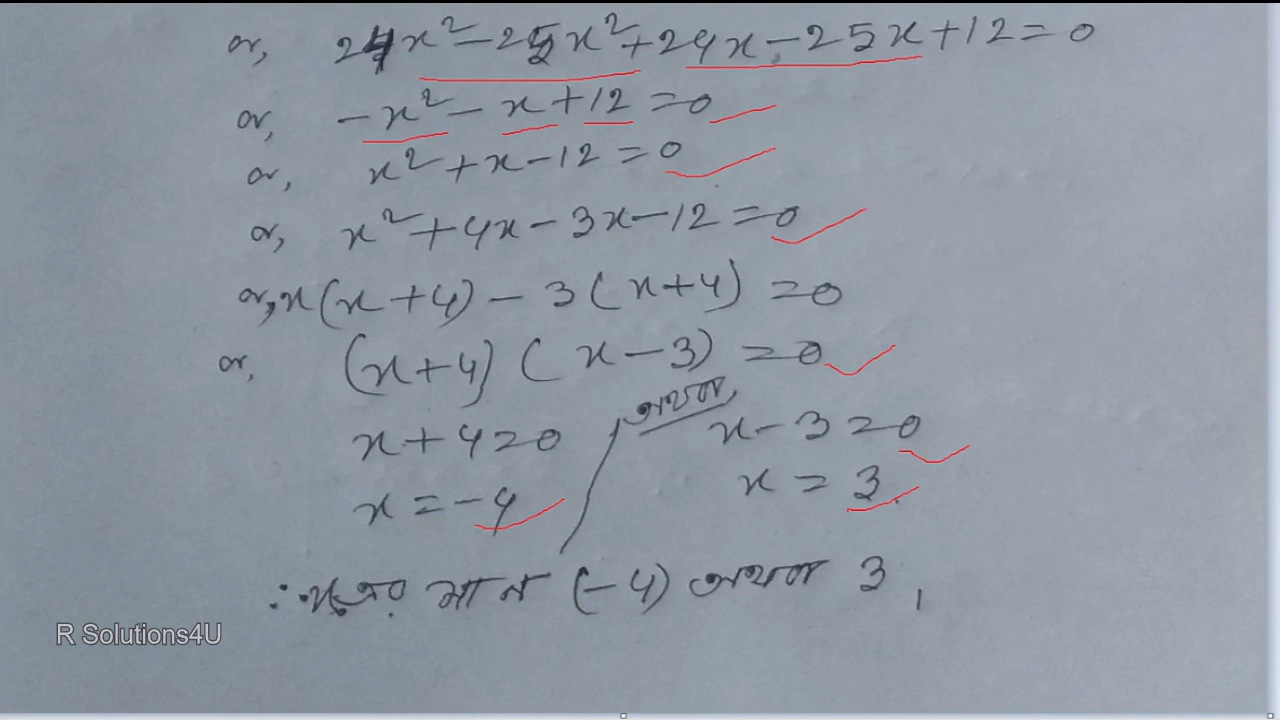 or, 24x² - 25x² + 24x - 25x + 12 = 0
or, - x² - x + 12 = 0
or, x² + x - 12 = 0
or, x² + 4x - 3x - 12 = 0
or, x(x + 4) - 3(x + 4) = 0
or, (x + 4) (x - 3) = 0
x + 4 = 0 / অথবা, x - 3 = 0
x = - 4 x = 3
∴ x এর মান (- 4) অথবা 3,
R Solutions4U